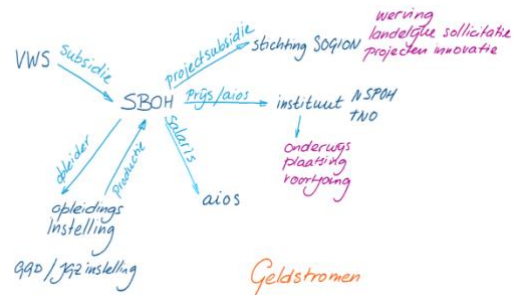 werving
landelijke sollicitatie
projecten innovatie
stichting SOGION
projectsubsidie
VWS
subsidie
SBOH
Prijs/aios
instituut
NSPOH
TNO
onderwijs
plaatsing
voortgang
salaris
aios
opleider
productie
opleidings
Instelling
GGD / JGZ instelling
Geldstromen